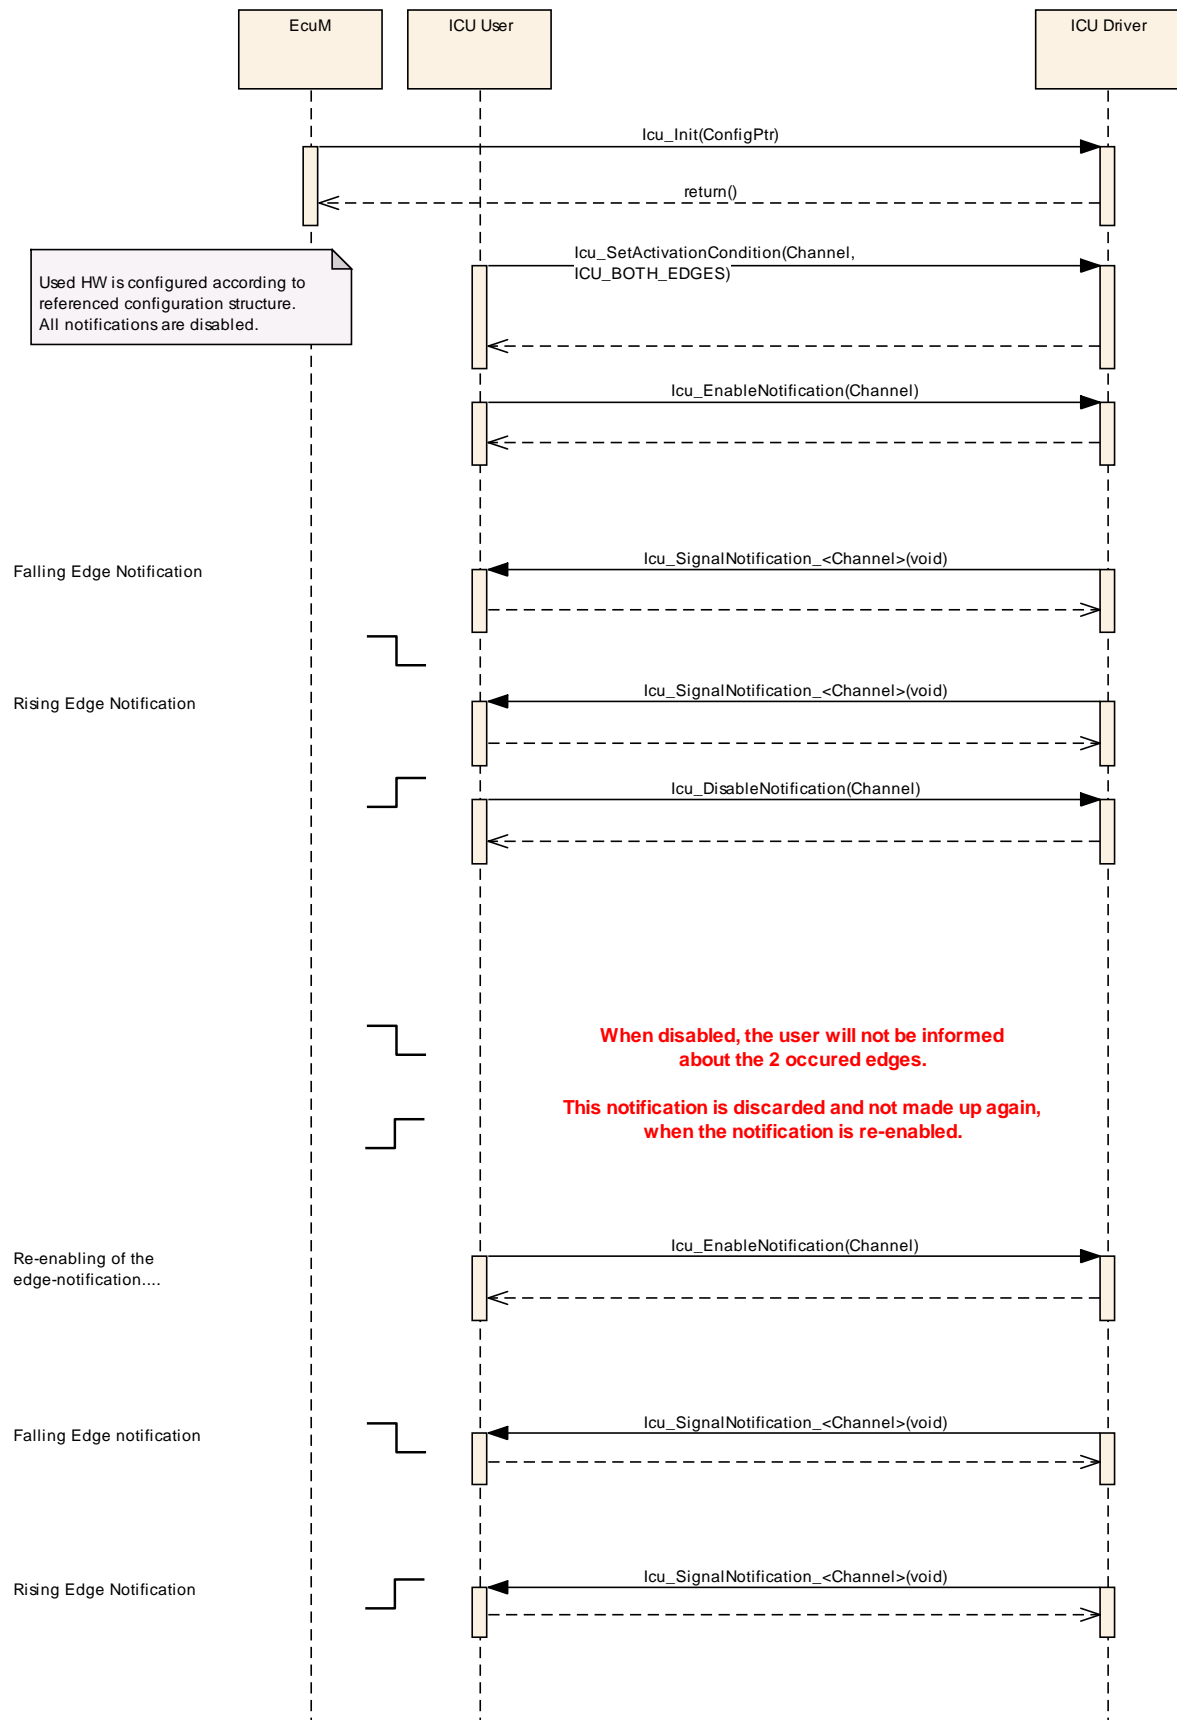 EcuM
ICU User
ICU Driver
Icu_Init(ConfigPtr)
return()
Icu_SetActivationCondition(Channel,
ICU_BOTH_EDGES)
Used HW is configured according to
referenced configuration structure.
All notifications are disabled.
Icu_EnableNotification(Channel)
Icu_SignalNotification_<Channel>(void)
Falling Edge Notification
Icu_SignalNotification_<Channel>(void)
Rising Edge Notification
Icu_DisableNotification(Channel)
When disabled, the user will not be informed
about the 2 occured edges.
This notification is discarded and not made up again,
when the notification is re-enabled.
Icu_EnableNotification(Channel)
Re-enabling of the
edge-notification....
Icu_SignalNotification_<Channel>(void)
Falling Edge notification
Icu_SignalNotification_<Channel>(void)
Rising Edge Notification